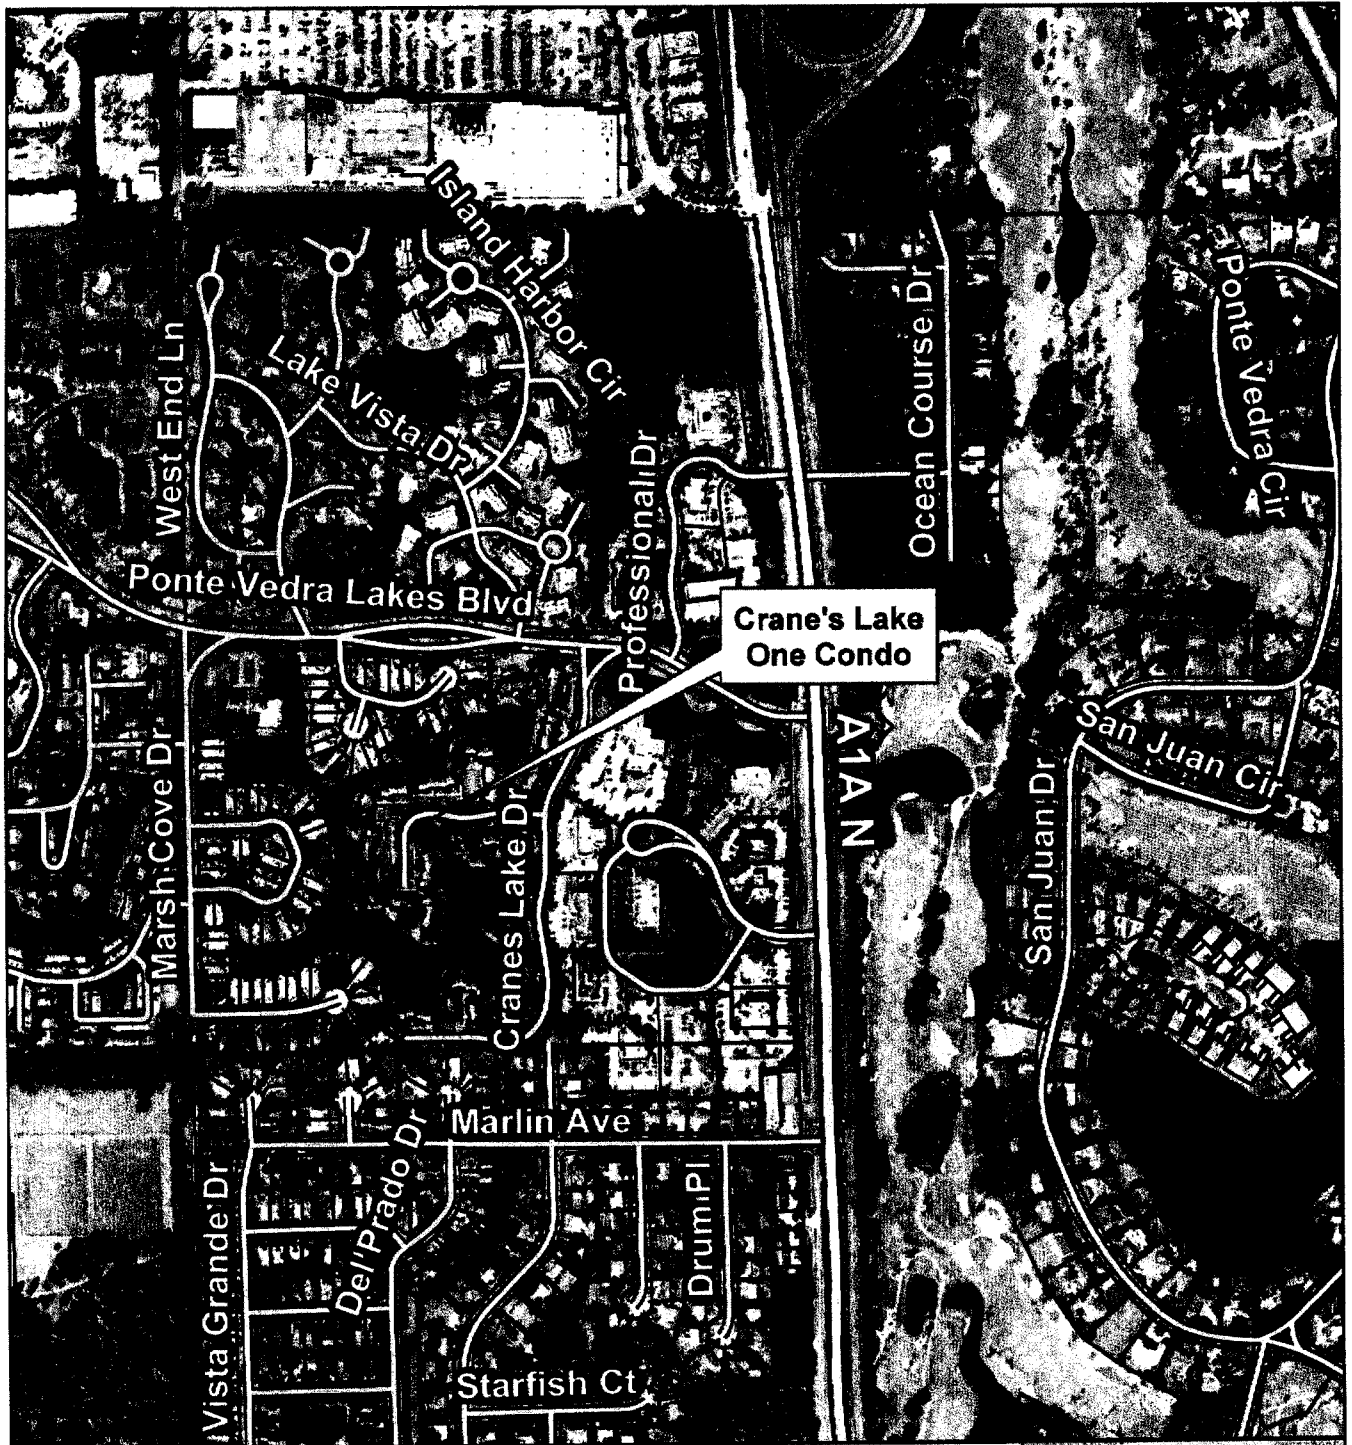 Island Harbor Cir
Ponte Vedra Cir
Ocean Course Dr
West End Ln
Lake Vista Dr
Professional Dr
Ponte Vedra Lakes Blvd
Crane's Lake
One Condo
A1A N
San Juan Cir
San Juan Dr
Marsh Cove Dr
Cranes Lake Dr
Marlin Ave
Del Prado Dr
Drum Pl
Vista Grande Dr
Starfish Ct